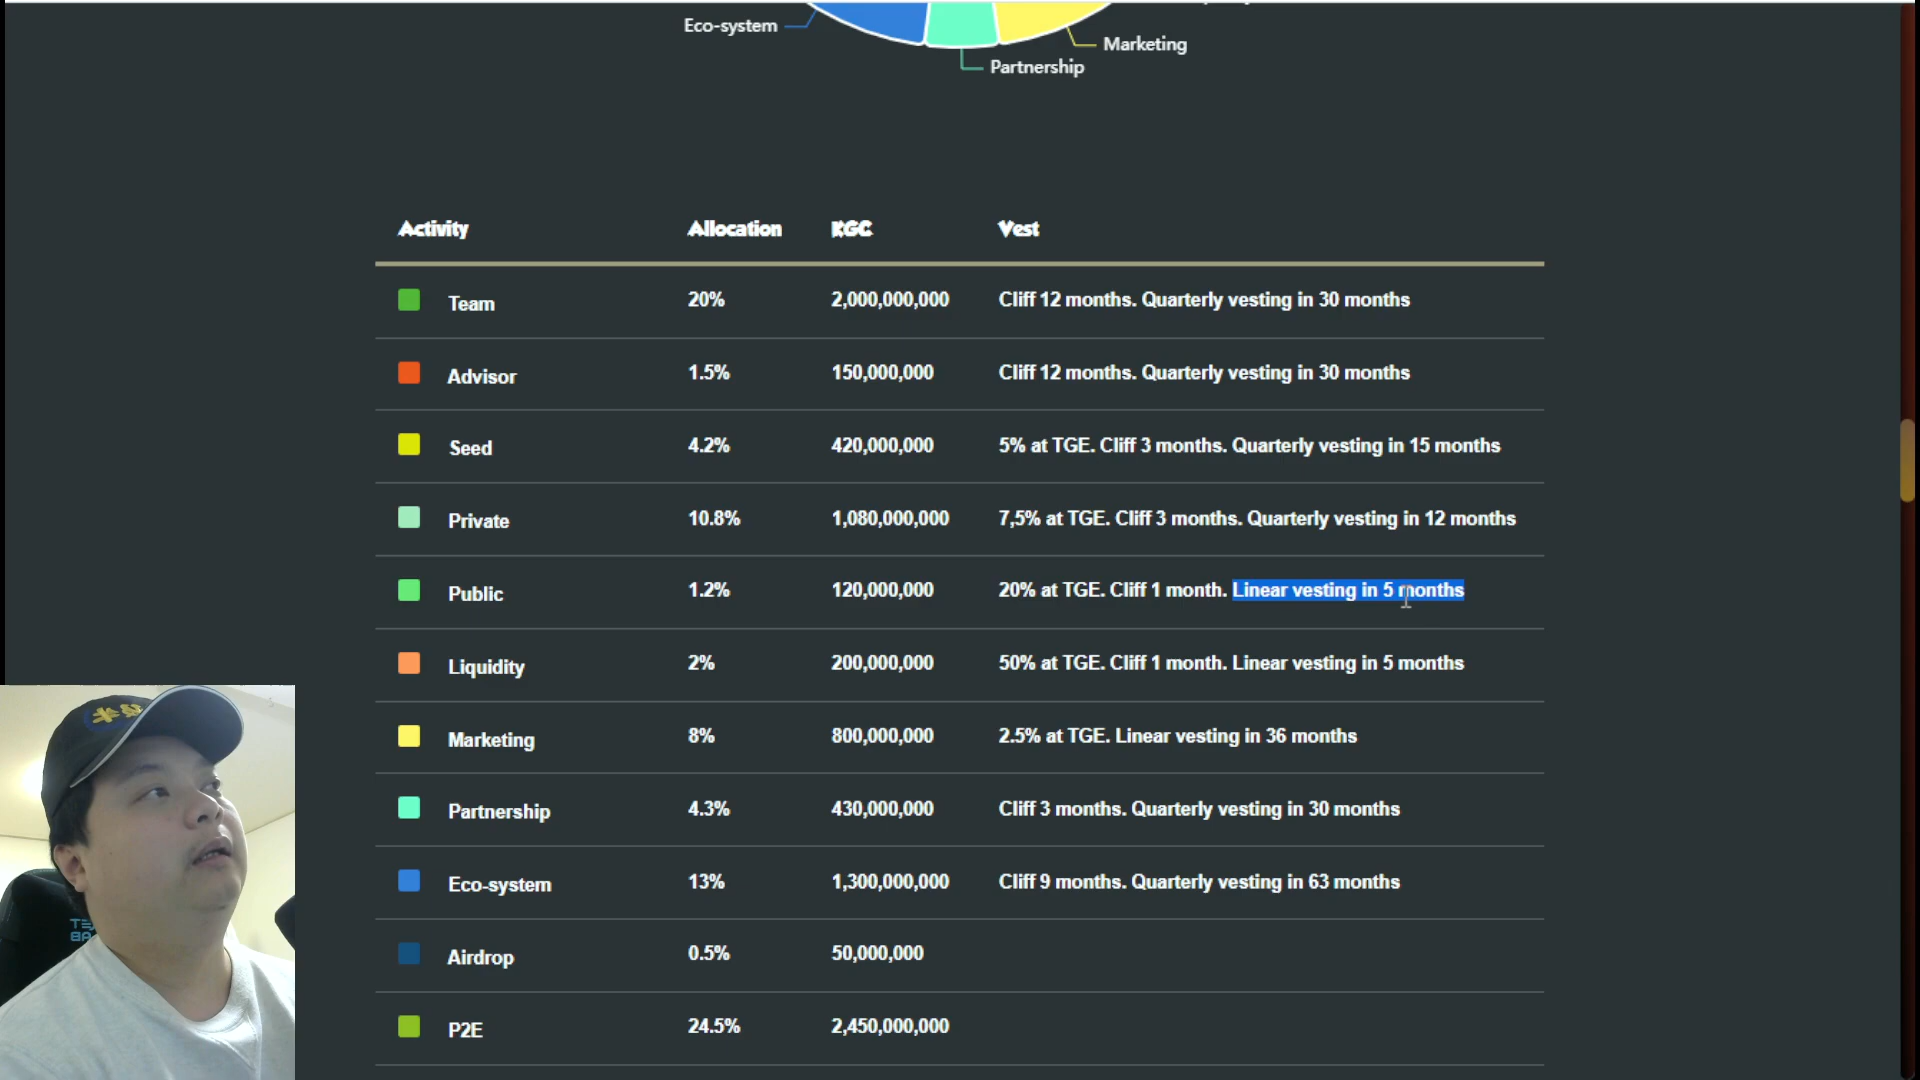 Eco-system
Marketing
Partnership
Activity Allocation KGC Vest
Team 20% 2,000,000,000 Cliff 12 months. Quarterly vesting in 30 months
Advisor 1.5% 150,000,000 Cliff 12 months. Quarterly vesting in 30 months
Seed 4.2% 420,000,000 5% at TGE. Cliff 3 months. Quarterly vesting in 15 months
Private 10.8% 1,080,000,000 7,5% at TGE. Cliff 3 months. Quarterly vesting in 12 months
Public 1.2% 120,000,000 20% at TGE. Cliff 1 month. Linear vesting in 5 months
Liquidity 2% 200,000,000 50% at TGE. Cliff 1 month. Linear vesting in 5 months
Marketing 8% 800,000,000 2.5% at TGE. Linear vesting in 36 months
Partnership 4.3% 430,000,000 Cliff 3 months. Quarterly vesting in 30 months
Eco-system 13% 1,300,000,000 Cliff 9 months. Quarterly vesting in 63 months
Airdrop 0.5% 50,000,000
P2E 24.5% 2,450,000,000